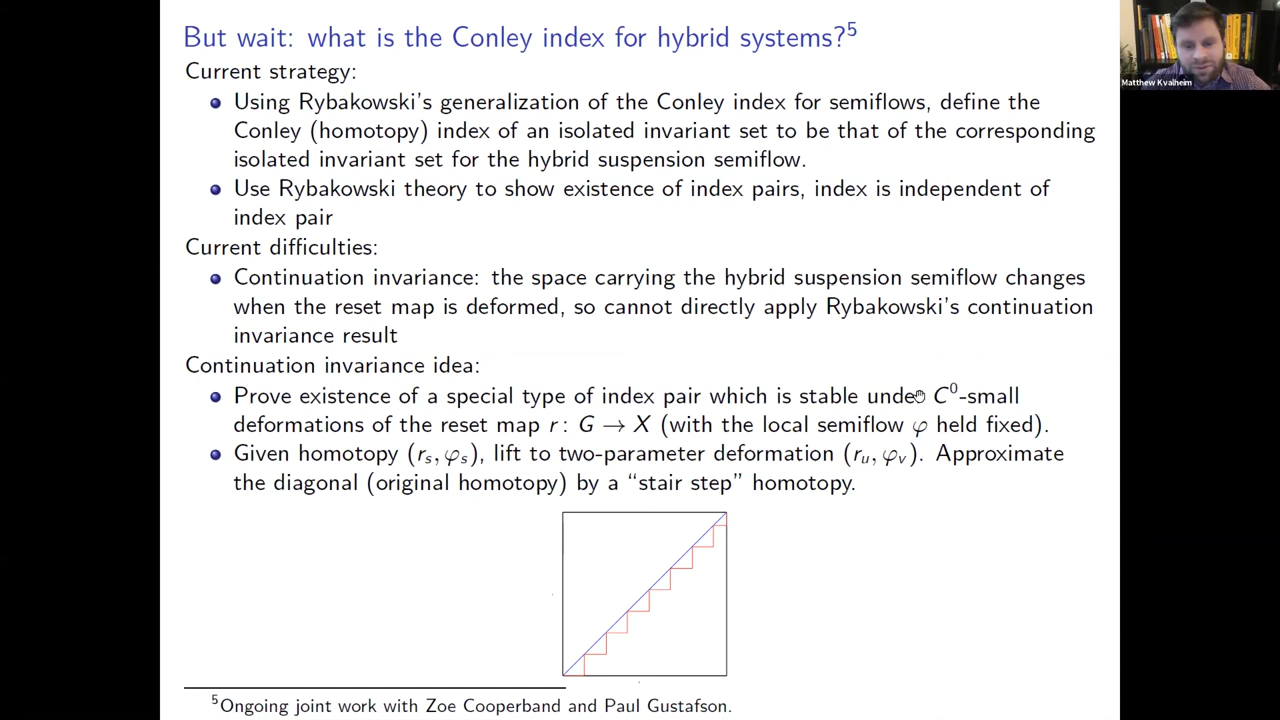 But wait: what is the Conley index for hybrid systems?⁵
Matthew Kvalheim
Current strategy:
Using Rybakowski's generalization of the Conley index for semiflows, define the
Conley (homotopy) index of an isolated invariant set to be that of the corresponding
isolated invariant set for the hybrid suspension semiflow.
Use Rybakowski theory to show existence of index pairs, index is independent of
index pair
Current difficulties:
Continuation invariance: the space carrying the hybrid suspension semiflow changes
when the reset map is deformed, so cannot directly apply Rybakowski's continuation
invariance result
Continuation invariance idea:
Prove existence of a special type of index pair which is stable under C⁰-small
deformations of the reset map r: G → X (with the local semiflow φ held fixed).
Given homotopy (rₛ, φₛ), lift to two-parameter deformation (rᵤ, φᵥ). Approximate
the diagonal (original homotopy) by a “stair step” homotopy.
⁵Ongoing joint work with Zoe Cooperband and Paul Gustafson.